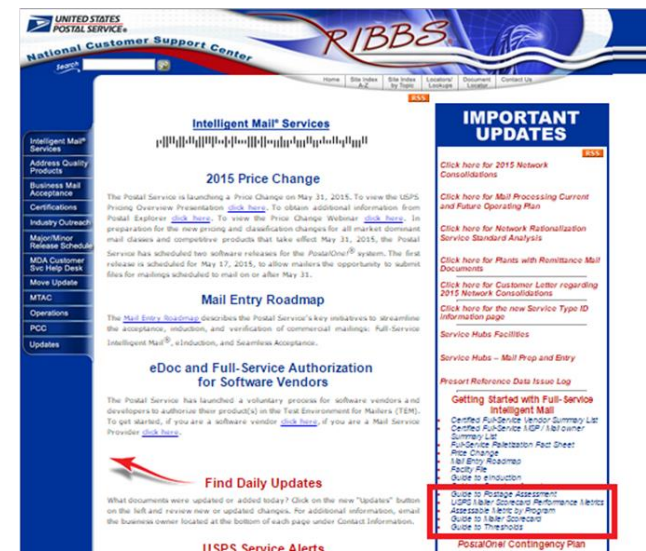 UNITED STATES
POSTAL SERVICE®
National Customer Support Center
RIBBS
Search
Home
Site Index
A-Z
Site Index
by Topic
Locators/
Lookups
Document
Locator
Contact Us
RSS
Intelligent Mail®
Services
Address Quality
Products
Business Mail
Acceptance
Certifications
Industry Outreach
Major/Minor
Release Schedule
MDA Customer
Svc Help Desk
Move Update
MTAC
Operations
PCC
Updates
Intelligent Mail® Services
2015 Price Change
The Postal Service is launching a Price Change on May 31, 2015. To view the USPS
Pricing Overview Presentation click here. To obtain additional information from
Postal Explorer click here. To view the Price Change Webinar click here. In
preparation for the new pricing and classification changes for all market dominant
mail classes and competitive products that take effect May 31, 2015, the Postal
Service has scheduled two software releases for the PostalOne!® system. The first
release is scheduled for May 17, 2015, to allow mailers the opportunity to submit
files for mailings scheduled to mail on or after May 31.
Mail Entry Roadmap
The Mail Entry Roadmap describes the Postal Service's key initiatives to streamline
the acceptance, induction, and verification of commercial mailings: Full-Service
Intelligent Mail®, eInduction, and Seamless Acceptance.
eDoc and Full-Service Authorization
for Software Vendors
The Postal Service has launched a voluntary process for software vendors and
developers to authorize their product(s) in the Test Environment for Mailers (TEM).
To get started, if you are a software vendor click here, if you are a Mail Service
Provider click here.
Find Daily Updates
What documents were updated or added today? Click on the new "Updates" button
on the left and review new or updated changes. For additional information, email
the business owner located at the bottom of each page under Contact Information.
USPS Service Alerts
IMPORTANT
UPDATES
RSS
Click here for 2015 Network
Consolidations
Click here for Mail Processing Current
and Future Operating Plan
Click here for Network Rationalization
Service Standard Analysis
Click here for Plants with Remittance Mail
Documents
Click here for Customer Letter regarding
2015 Network Consolidations
Click here for the new Service Type ID
information page
Service Hubs Facilities
Service Hubs – Mail Prep and Entry
Presort Reference Data Issue Log
Getting Started with Full-Service
Intelligent Mail
Certified Full-Service Vendor Summary List
Certified Full-Service MSP / Mail owner
Summary List
Full-Service Palletization Fact Sheet
Price Change
Mail Entry Roadmap
Facility File
Guide to eInduction
Guide to Postage Assessment
USPS Mailer Scorecard Performance Metrics
Assessable Metric by Program
Guide to Mailer Scorecard
Guide to Thresholds
PostalOne! Contingency Plan